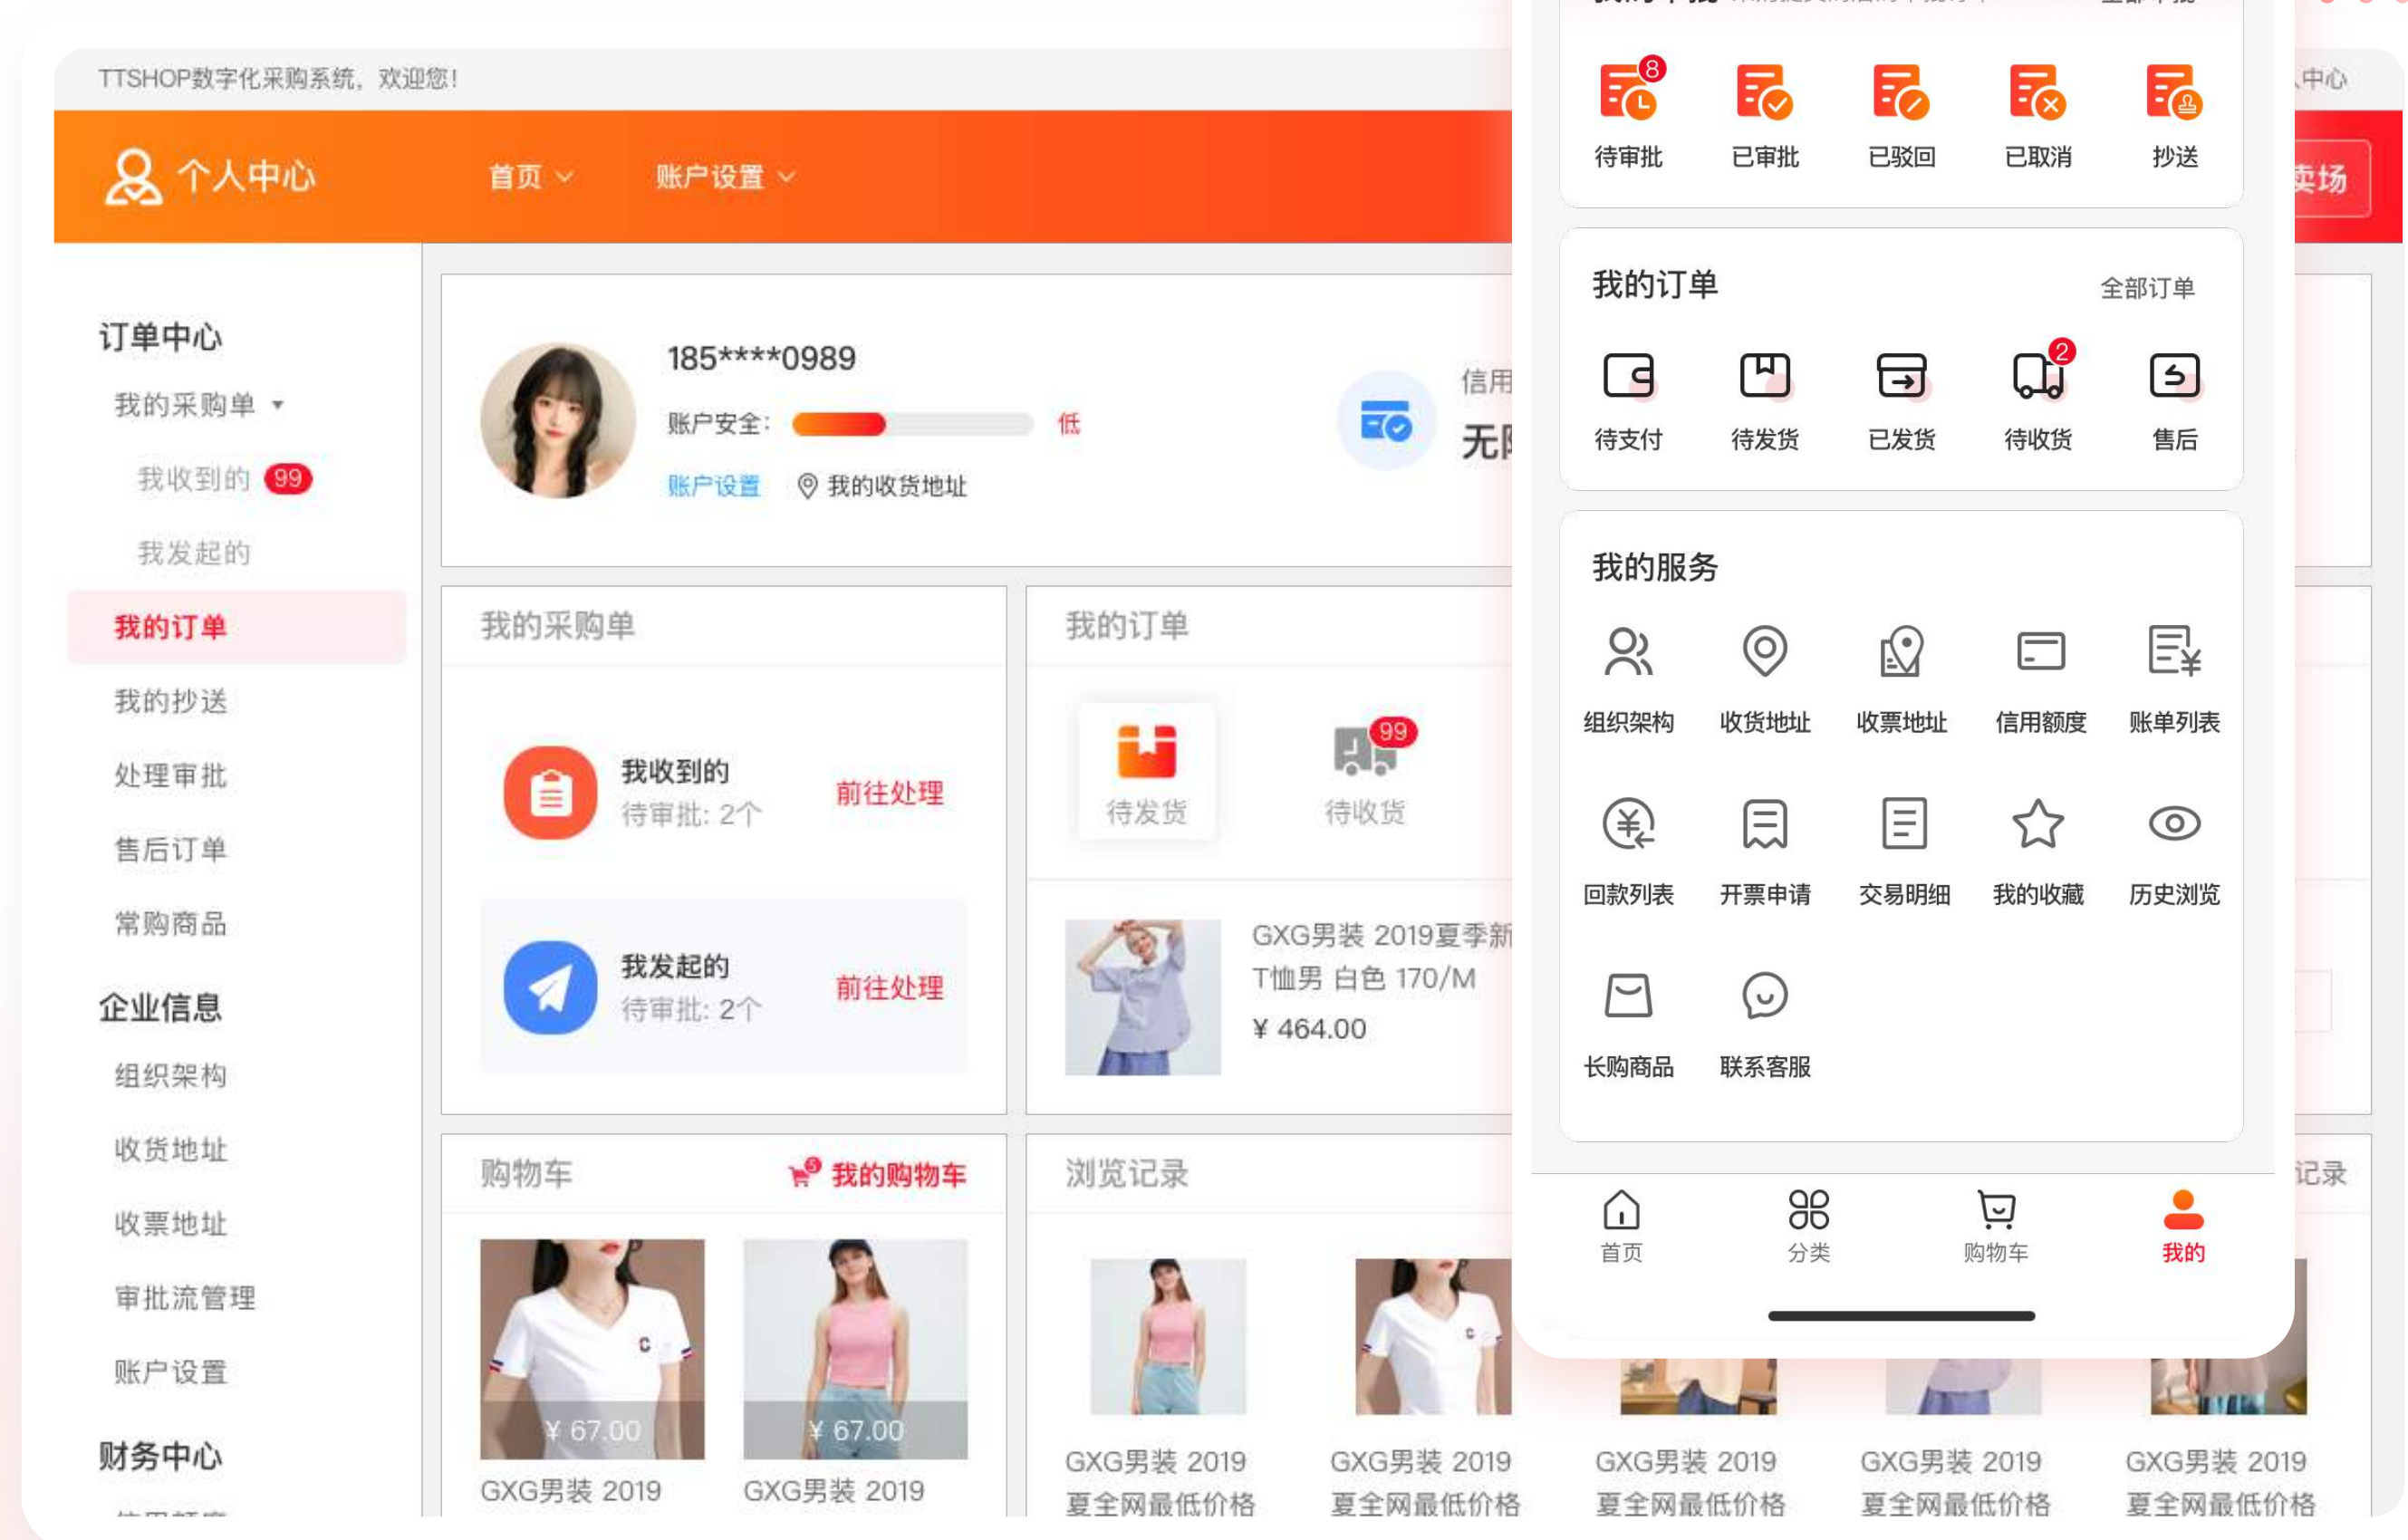 TTSHOP数字化采购系统，欢迎您！
中心
个人中心
首页
账户设置
卖场
订单中心
我的采购单
我收到的 99
我发起的
我的订单
我的抄送
处理审批
售后订单
常购商品
企业信息
组织架构
收货地址
收票地址
审批流管理
账户设置
财务中心
185****0989
账户安全：
低
账户设置
我的收货地址
信用
无
我的采购单
我收到的
待审批: 2个
前往处理
我发起的
待审批: 2个
前往处理
我的订单
待发货
99
待收货
GXG男装 2019夏季新
T恤男 白色 170/M
¥ 464.00
购物车
5
我的购物车
¥ 67.00
GXG男装 2019
¥ 67.00
GXG男装 2019
浏览记录
记录
GXG男装 2019
夏全网最低价格
GXG男装 2019
夏全网最低价格
GXG男装 2019
夏全网最低价格
GXG男装 2019
夏全网最低价格
GXG男装 2019
夏全网最低价格
8
待审批
已审批
已驳回
已取消
抄送
我的订单
全部订单
待支付
待发货
已发货
2
待收货
售后
我的服务
组织架构
收货地址
收票地址
信用额度
账单列表
回款列表
开票申请
交易明细
我的收藏
历史浏览
长购商品
联系客服
首页
分类
购物车
我的